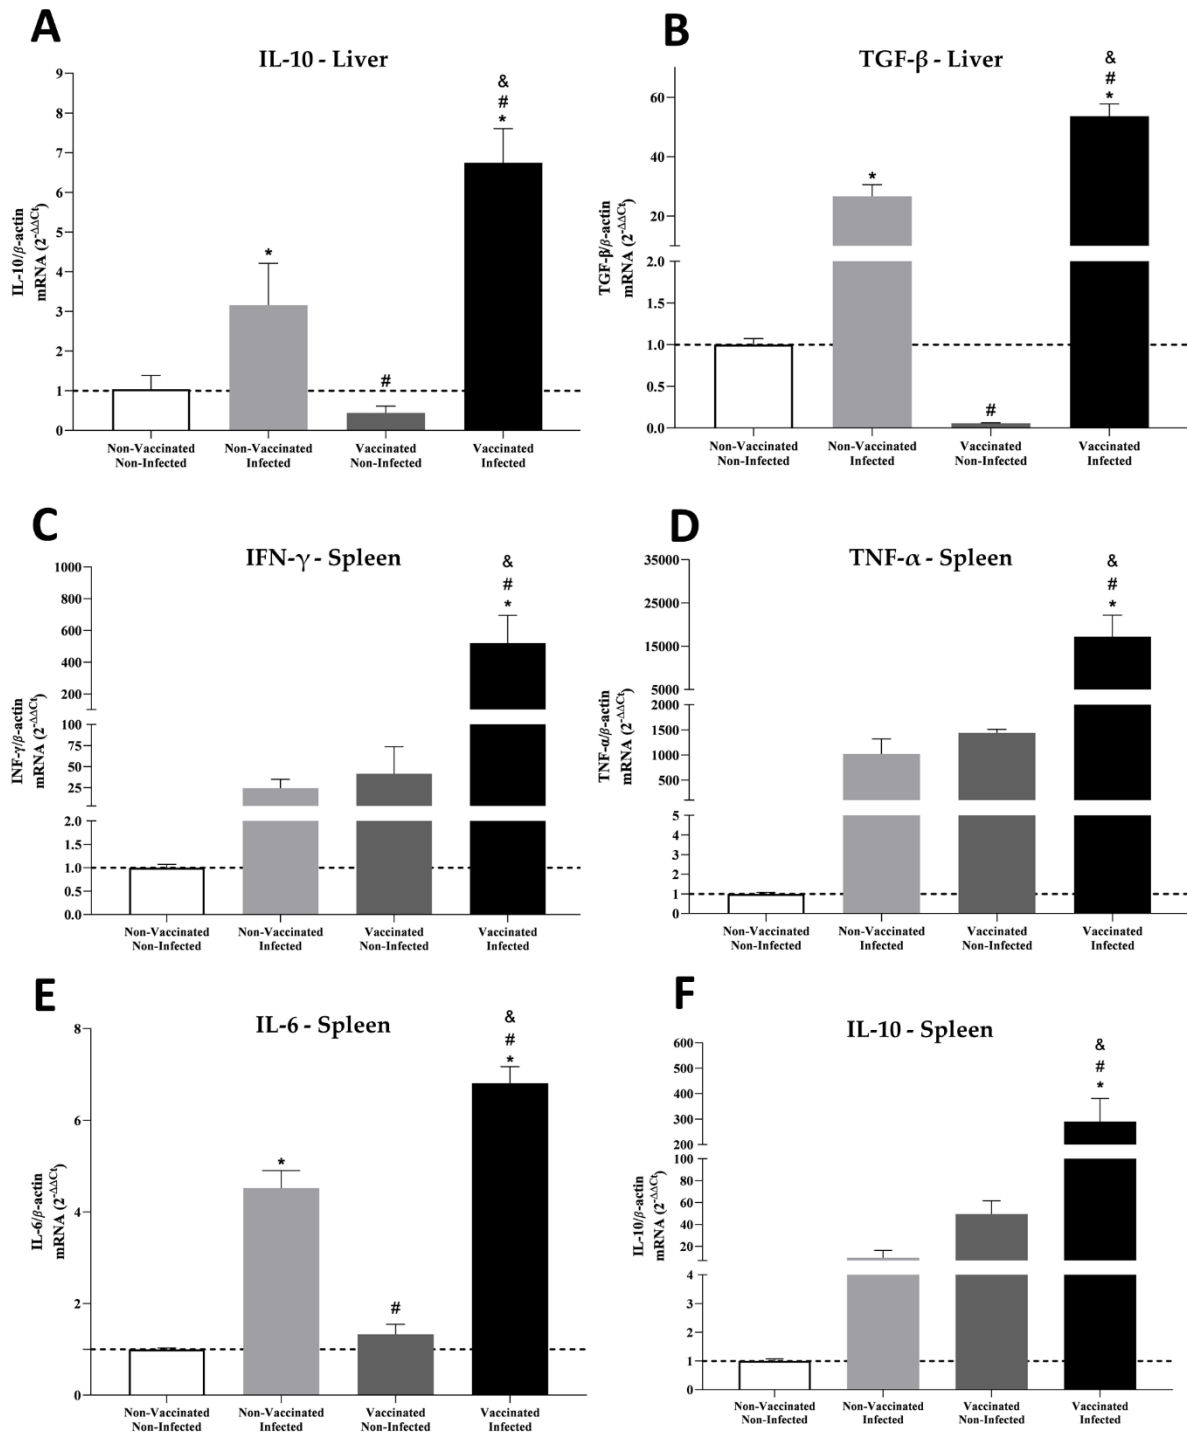 A
IL-10 - Liver
IL-10/β-actin
mRNA (2^-ΔΔCt)
9
8
7
6
5
4
3
2
1
0
*
#
&
#
*
Non-Vaccinated
Non-Infected
Non-Vaccinated
Infected
Vaccinated
Non-Infected
Vaccinated
Infected
B
TGF-β - Liver
TGF-β/β-actin
mRNA (2^-ΔΔCt)
60
40
20
2.0
1.5
1.0
0.5
0.0
*
#
&
#
*
Non-Vaccinated
Non-Infected
Non-Vaccinated
Infected
Vaccinated
Non-Infected
Vaccinated
Infected
C
IFN-γ - Spleen
INF-γ/β-actin
mRNA (2^-ΔΔCt)
1000
800
600
400
200
100
75
50
25
2.0
1.5
1.0
0.5
0.0
&
#
*
Non-Vaccinated
Non-Infected
Non-Vaccinated
Infected
Vaccinated
Non-Infected
Vaccinated
Infected
D
TNF-α - Spleen
TNF-α/β-actin
mRNA (2^-ΔΔCt)
35000
25000
15000
5000
2000
1500
1000
500
5
4
3
2
1
0
&
#
*
Non-Vaccinated
Non-Infected
Non-Vaccinated
Infected
Vaccinated
Non-Infected
Vaccinated
Infected
E
IL-6 - Spleen
IL-6/β-actin
mRNA (2^-ΔΔCt)
8
6
4
2
0
*
#
&
#
*
Non-Vaccinated
Non-Infected
Non-Vaccinated
Infected
Vaccinated
Non-Infected
Vaccinated
Infected
F
IL-10 - Spleen
IL-10/β-actin
mRNA (2^-ΔΔCt)
600
500
400
300
200
100
80
60
40
20
4
3
2
1
0
&
#
*
Non-Vaccinated
Non-Infected
Non-Vaccinated
Infected
Vaccinated
Non-Infected
Vaccinated
Infected